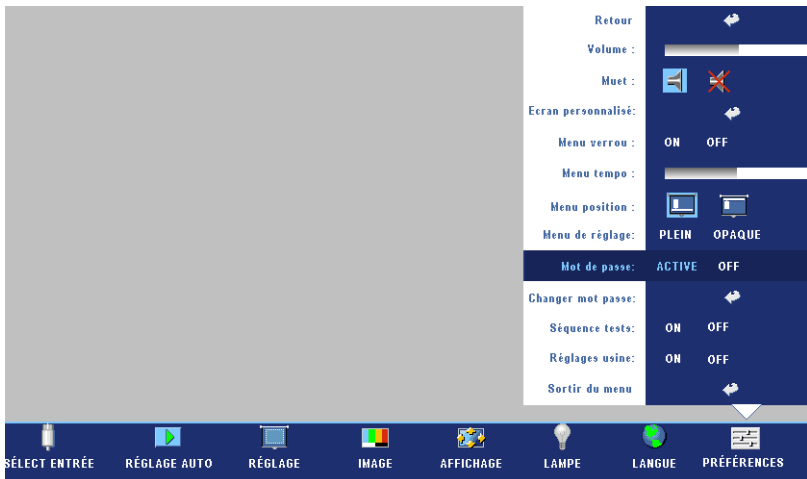 Retour
Volume :
Muet :
Ecran personnalisé:
Menu verrou : ON OFF
Menu tempo :
Menu position :
Menu de réglage: PLEIN OPAQUE
Mot de passe: ACTIVE OFF
Changer mot passe:
Séquence tests: ON OFF
Réglages usine: ON OFF
Sortir du menu
SÉLECT ENTRÉE RÉGLAGE AUTO RÉGLAGE IMAGE AFFICHAGE LAMPE LANGUE PRÉFÉRENCES